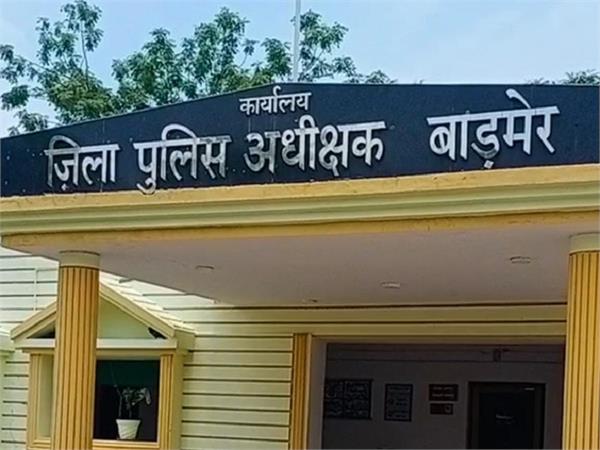 कार्यालय
ज़िला पुलिस अधीक्षक बाड़मेर